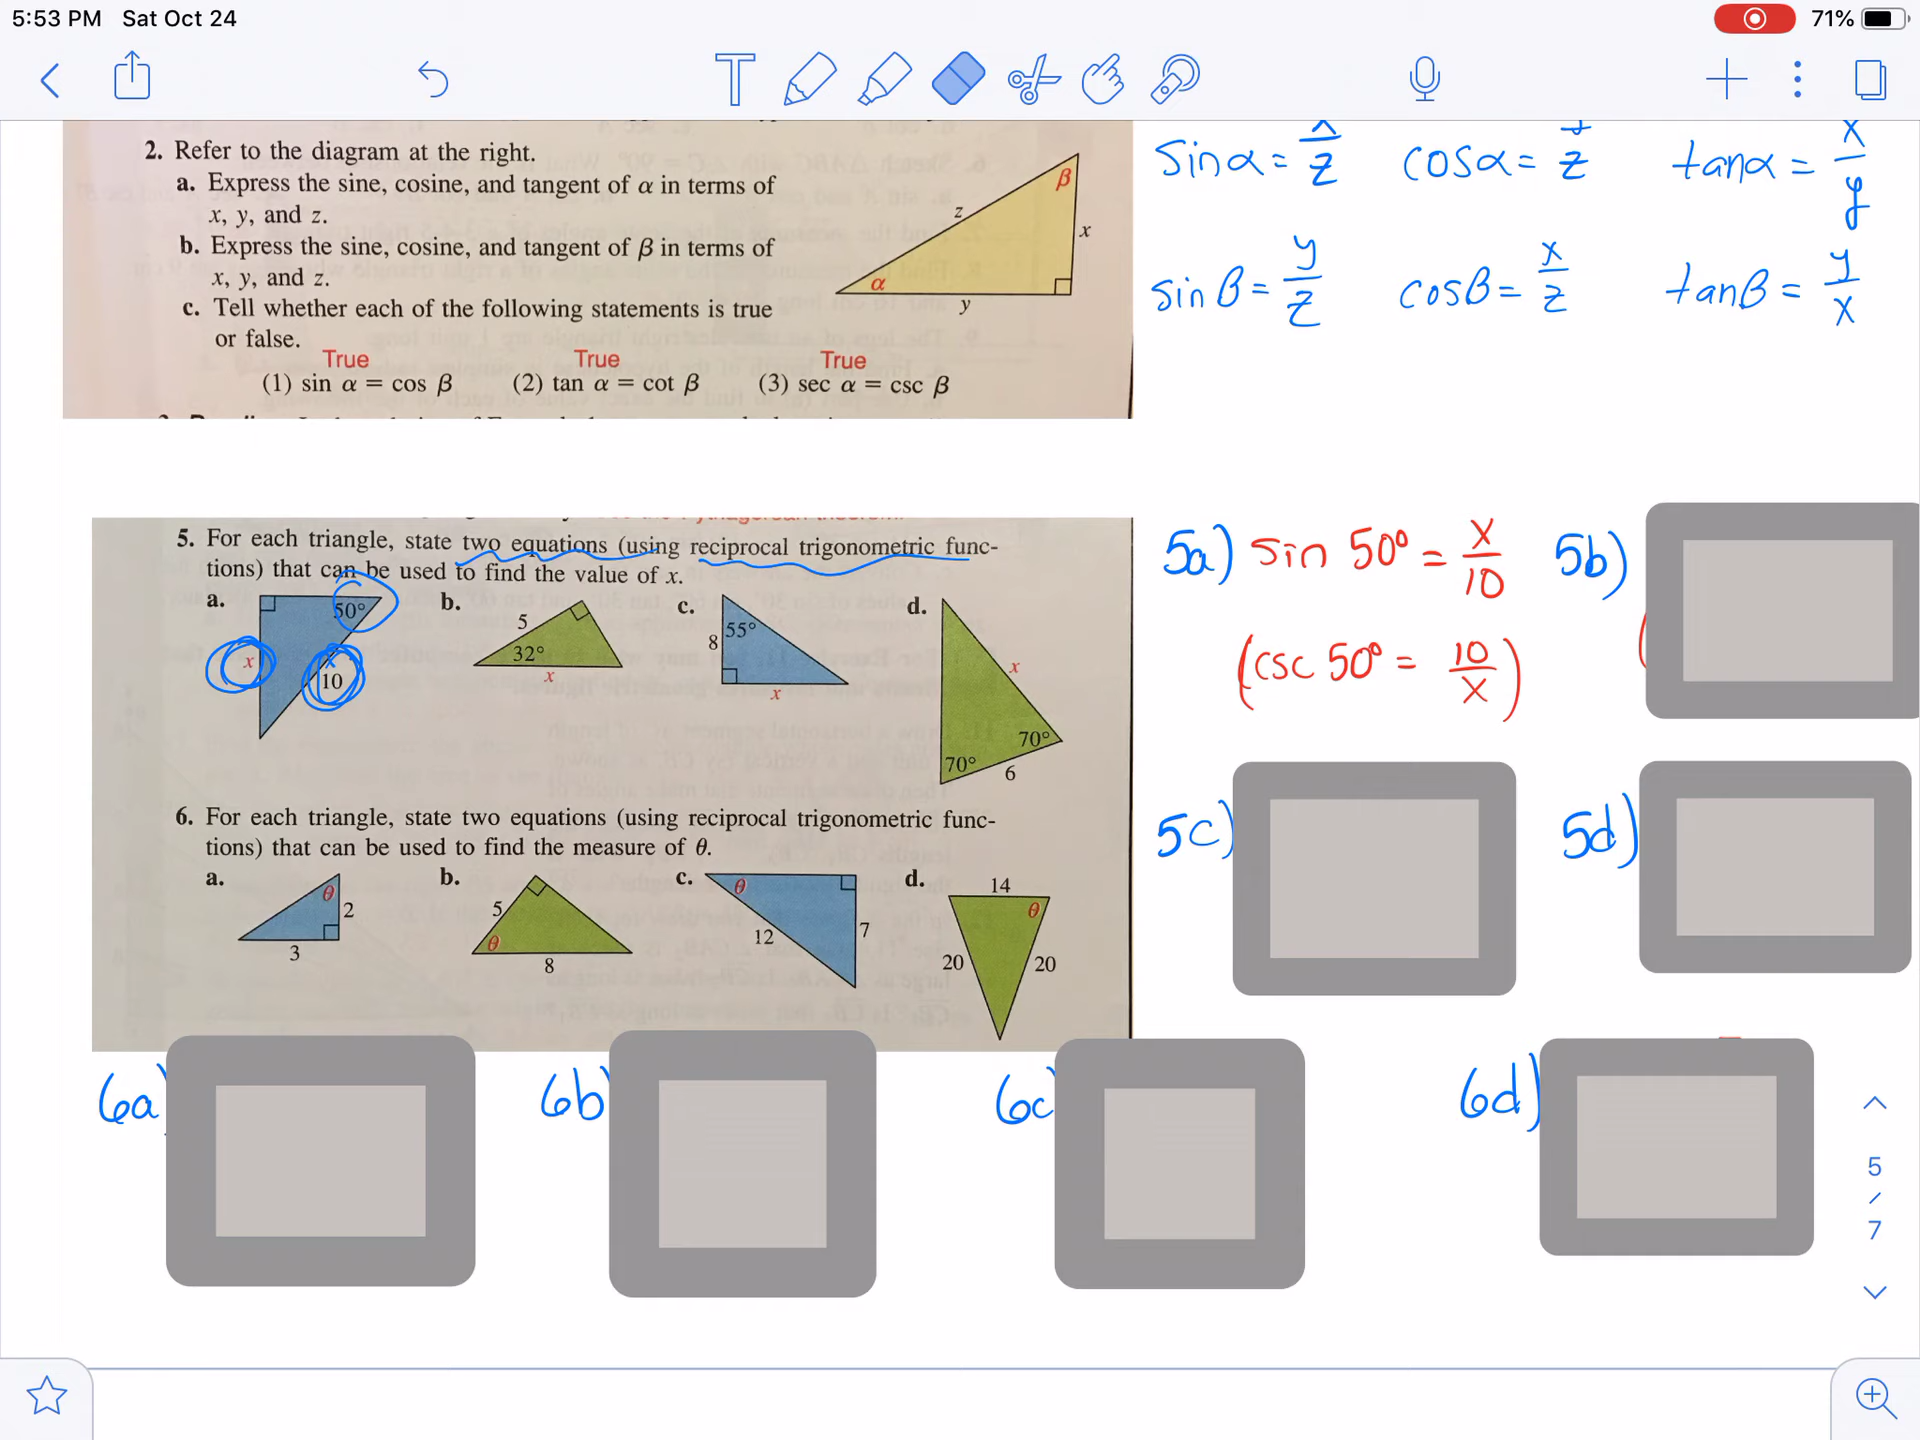 5:53 PM Sat Oct 24
71%
2. Refer to the diagram at the right.
a. Express the sine, cosine, and tangent of α in terms of
x, y, and z.
b. Express the sine, cosine, and tangent of β in terms of
x, y, and z.
c. Tell whether each of the following statements is true
or false.
True True True
(1) sin α = cos β (2) tan α = cot β (3) sec α = csc β
β
z
x
α
y
sinα = x/z cosα = y/z tanα = x/y
sin β = y/z cosβ = x/z tanβ = y/x
5. For each triangle, state two equations (using reciprocal trigonometric func-
tions) that can be used to find the value of x.
a. 50° x 10
b. 5 32° x
c. 8 55° x
d. x 70° 70° 6
6. For each triangle, state two equations (using reciprocal trigonometric func-
tions) that can be used to find the measure of θ.
a. θ 2 3
b. 5 θ 8
c. θ 12 7
d. 14 θ 20 20
5a) sin 50° = x/10
(csc 50° = 10/x)
5b)
5c)
5d)
6a)
6b)
6c)
6d)
5
/
7